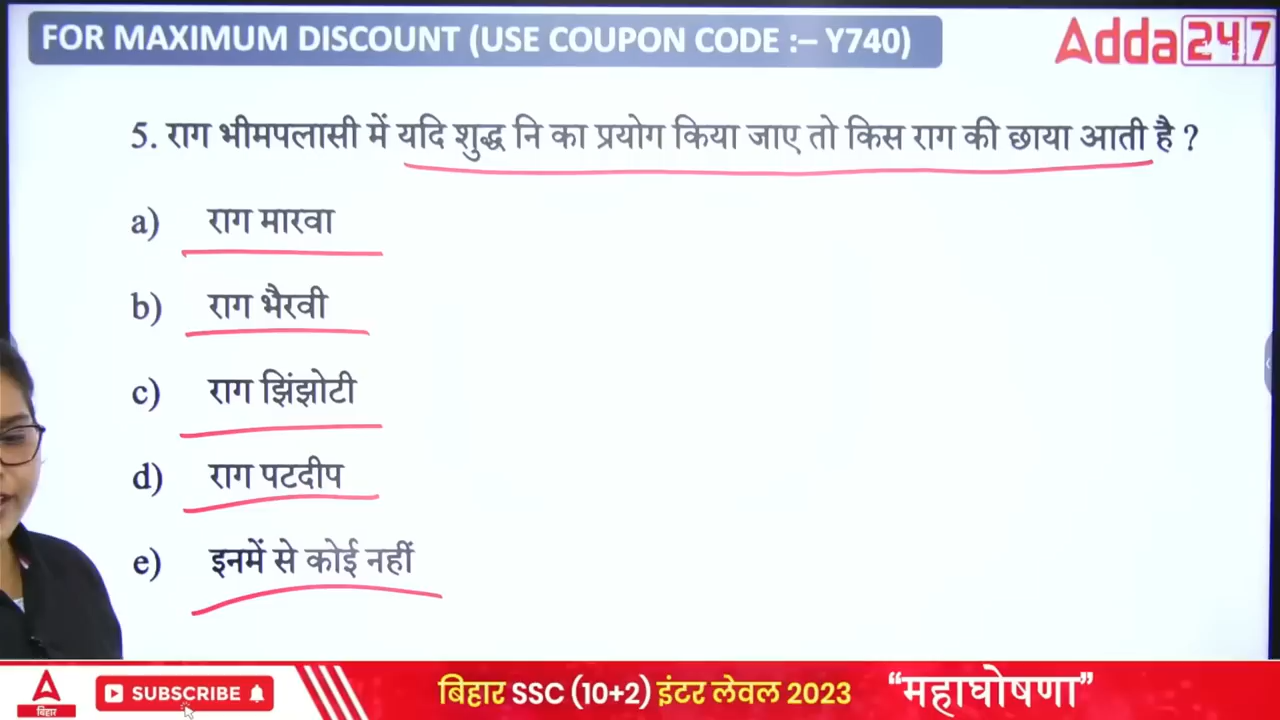 FOR MAXIMUM DISCOUNT (USE COUPON CODE :– Y740)
Adda247
5. राग भीमपलासी में यदि शुद्ध नि का प्रयोग किया जाए तो किस राग की छाया आती है ?
a) राग मारवा
b) राग भैरवी
c) राग झिंझोटी
d) राग पटदीप
e) इनमें से कोई नहीं
बिहार
SUBSCRIBE
बिहार SSC (10+2) इंटर लेवल 2023
“महाघोषणा”